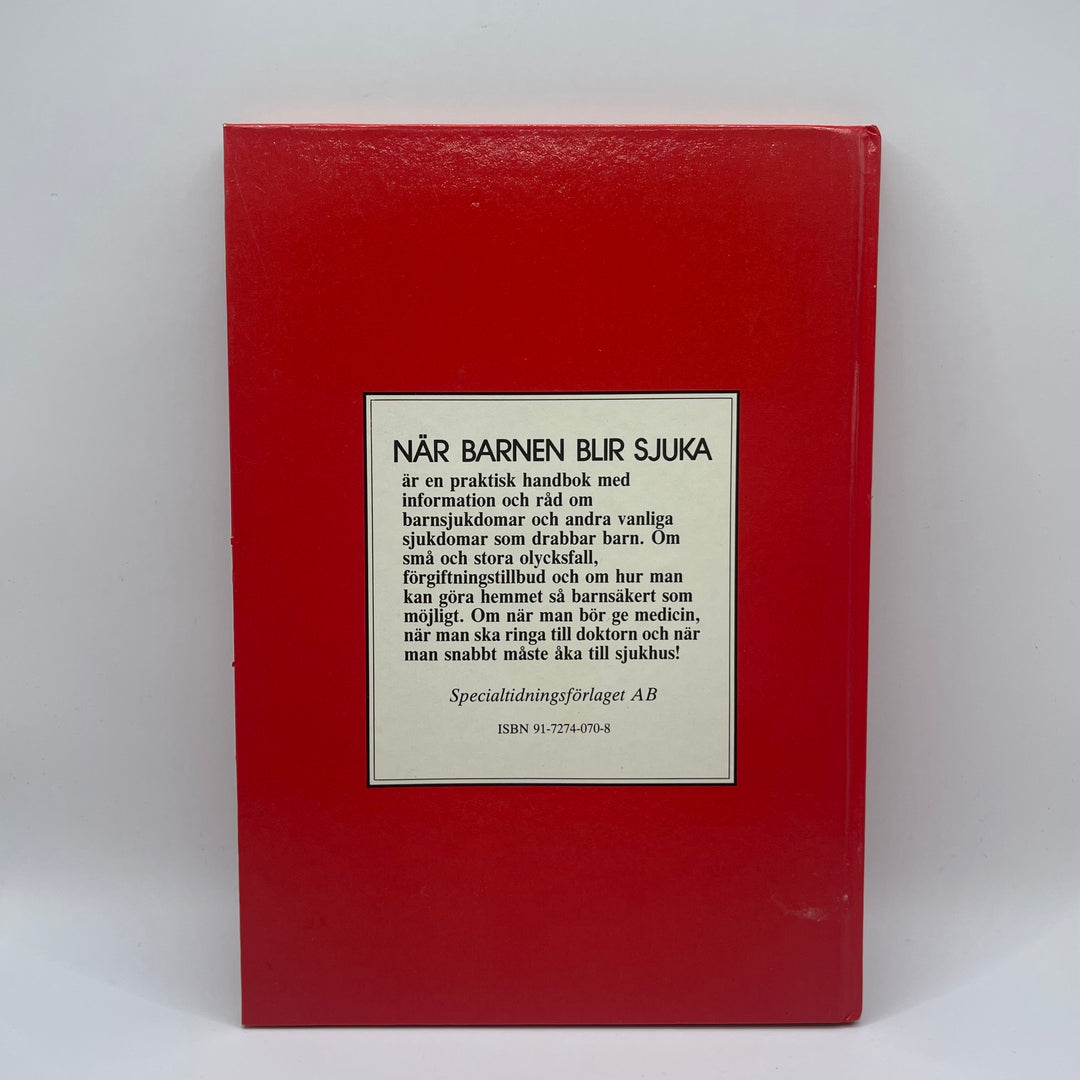 NÄR BARNEN BLIR SJUKA
är en praktisk handbok med
information och råd om
barnsjukdomar och andra vanliga
sjukdomar som drabbar barn. Om
små och stora olycksfall,
förgiftningstillbud och om hur man
kan göra hemmet så barnsäkert som
möjligt. Om när man bör ge medicin,
när man ska ringa till doktorn och när
man snabbt måste åka till sjukhus!
Specialtidningsförlaget AB
ISBN 91-7274-070-8